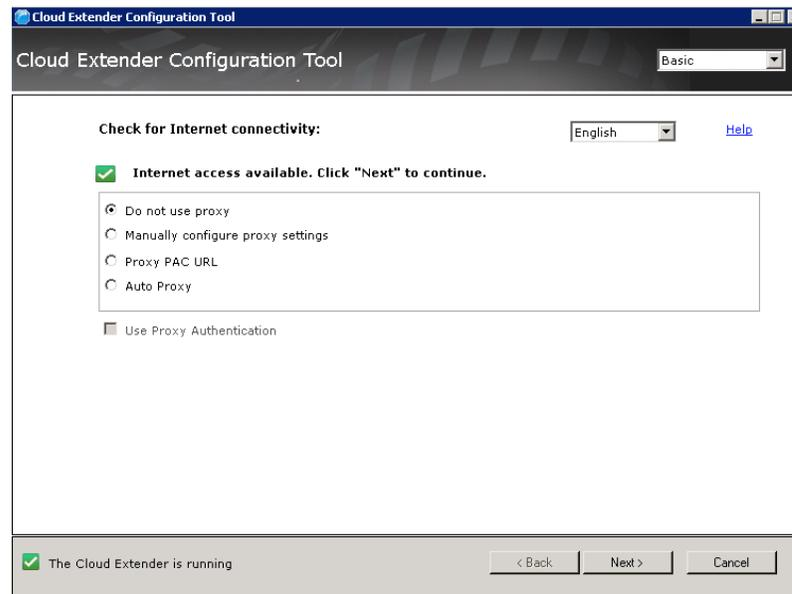 Cloud Extender Configuration Tool
Cloud Extender Configuration Tool
Basic
Check for Internet connectivity:
English
Help
Internet access available. Click "Next" to continue.
Do not use proxy
Manually configure proxy settings
Proxy PAC URL
Auto Proxy
Use Proxy Authentication
The Cloud Extender is running
< Back
Next >
Cancel